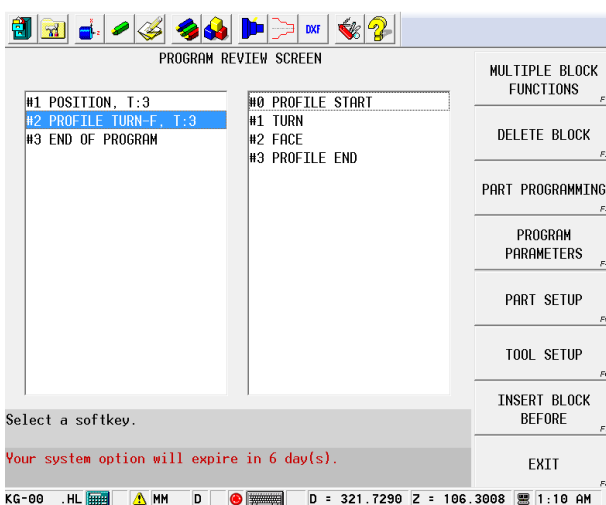 DXF
PROGRAM REVIEW SCREEN
#1 POSITION, T:3
#2 PROFILE TURN-F, T:3
#3 END OF PROGRAM
#0 PROFILE START
#1 TURN
#2 FACE
#3 PROFILE END
MULTIPLE BLOCK
FUNCTIONS
DELETE BLOCK
PART PROGRAMMING
PROGRAM
PARAMETERS
PART SETUP
TOOL SETUP
INSERT BLOCK
BEFORE
EXIT
Select a softkey.
Your system option will expire in 6 day(s).
KG-00 .HL MM D D = 321.7290 Z = 106.3008 1:10 AM